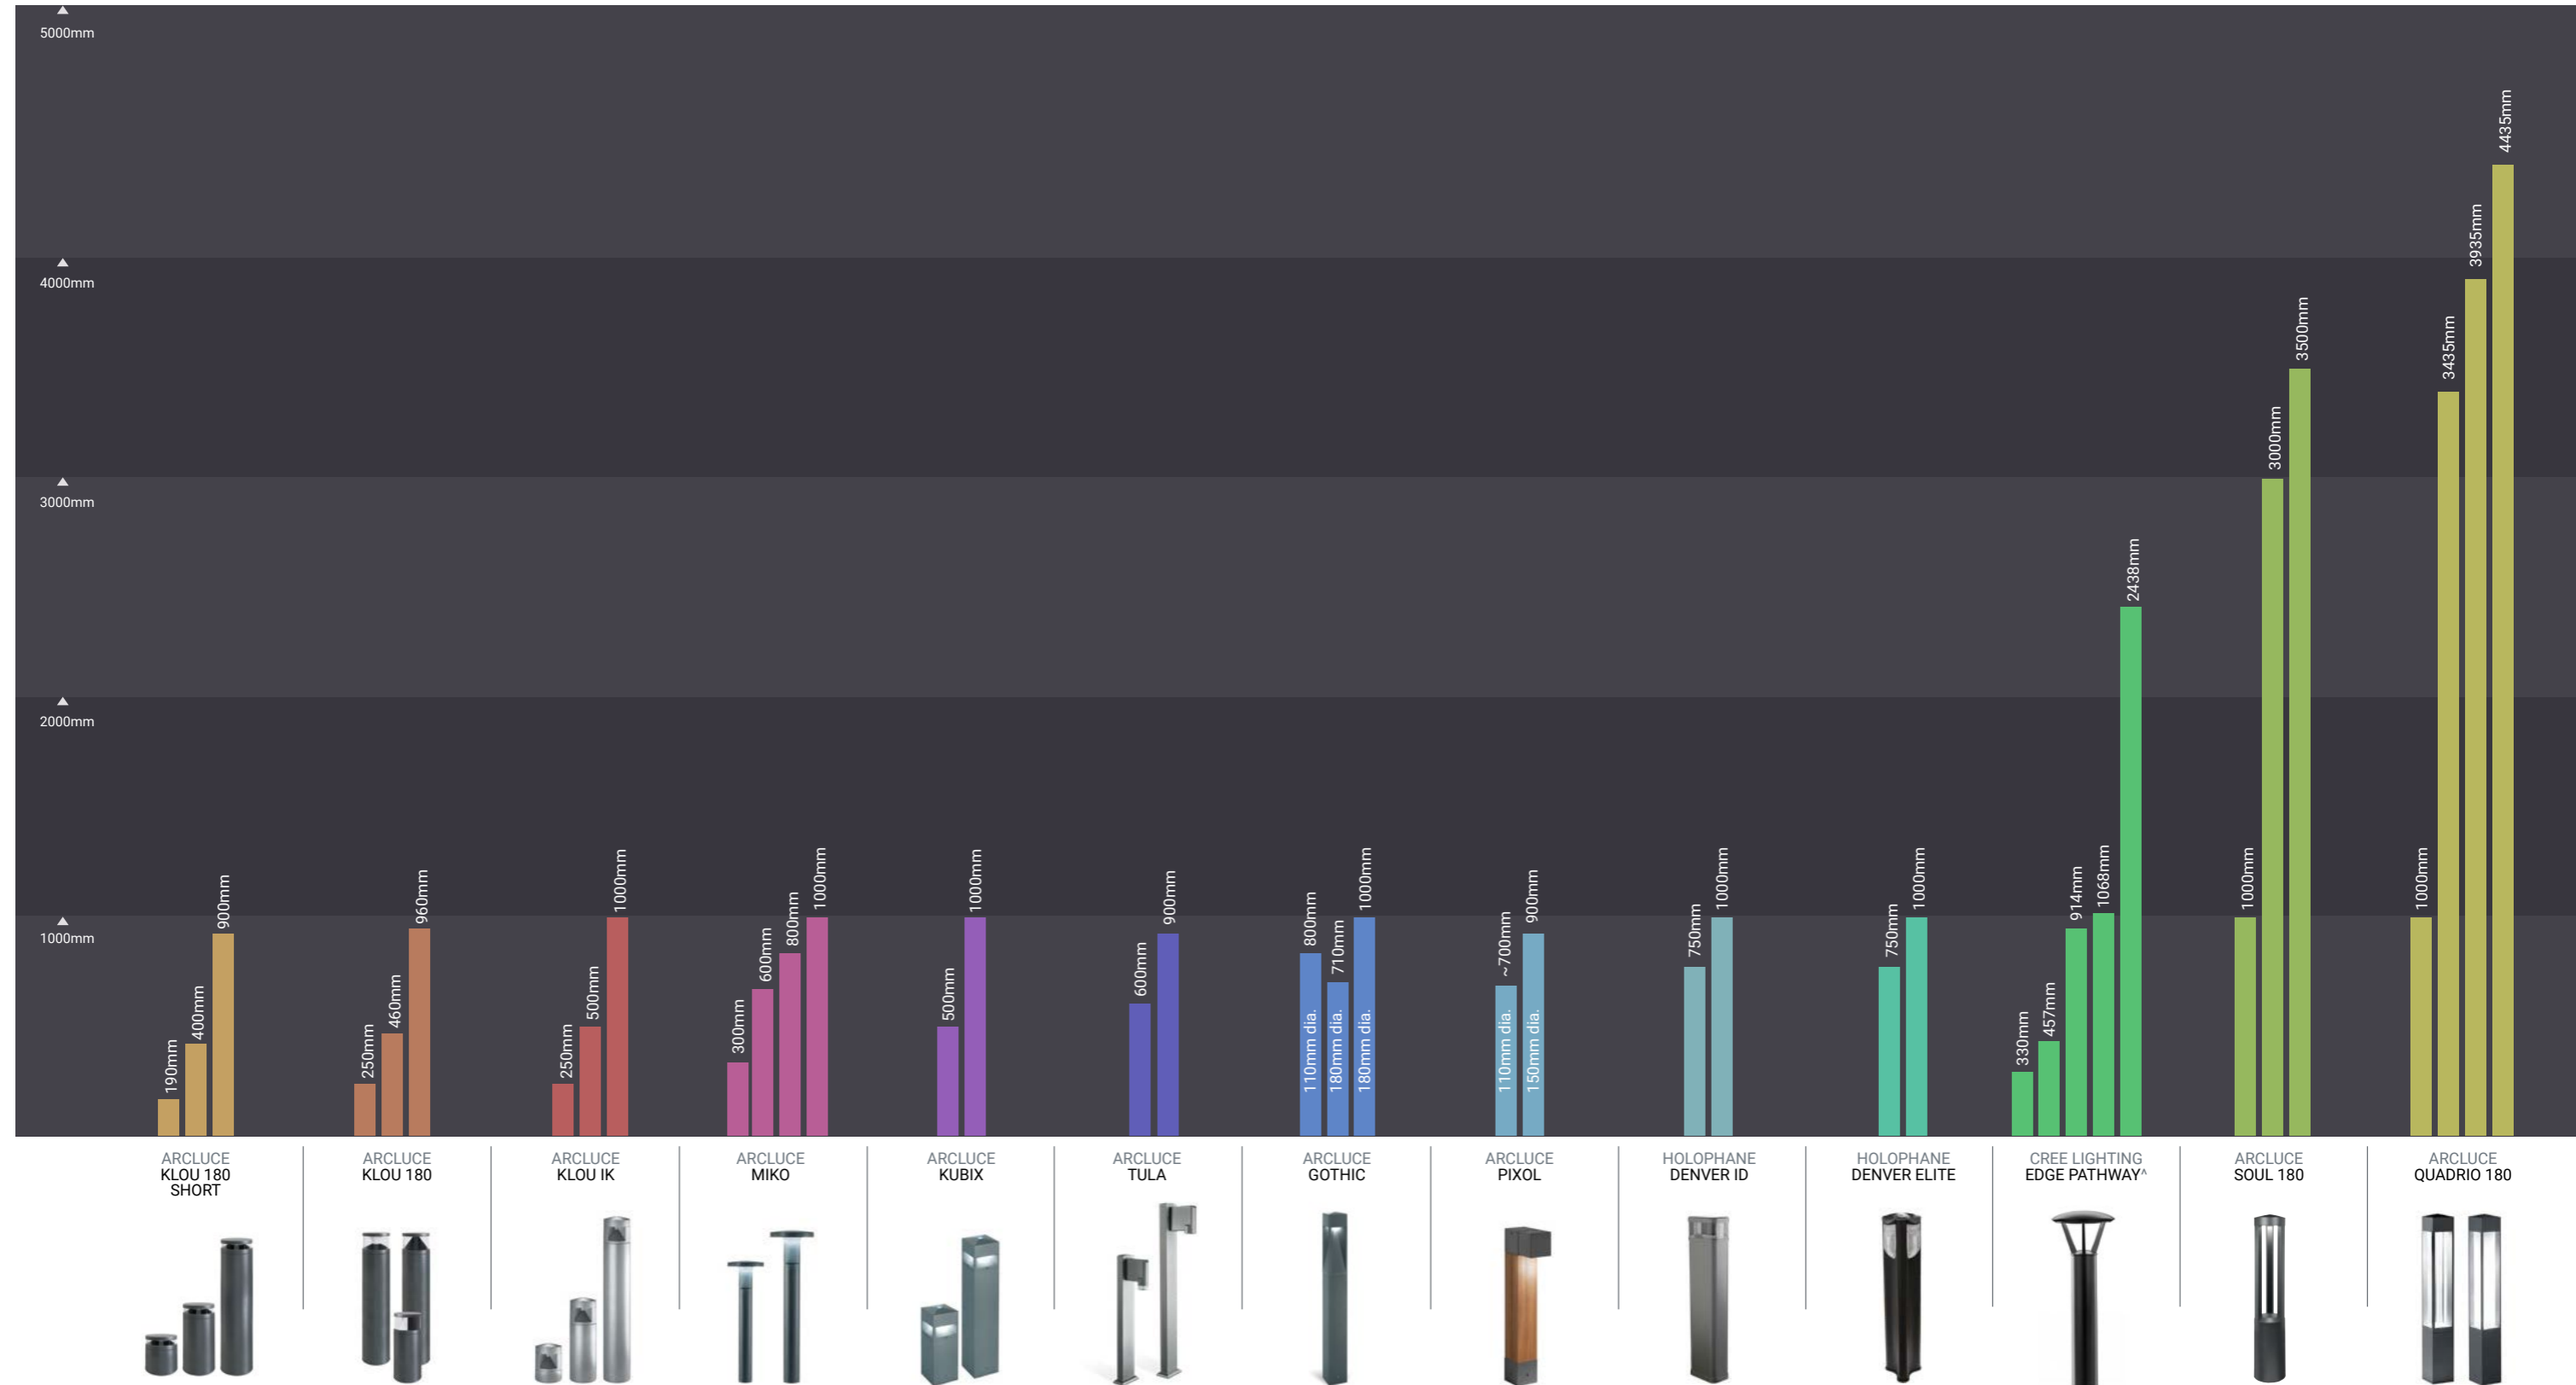 5000mm
4000mm
3000mm
2000mm
1000mm
190mm
400mm
900mm
250mm
460mm
960mm
250mm
500mm
1000mm
300mm
600mm
800mm
1000mm
500mm
1000mm
600mm
900mm
800mm
110mm dia.
710mm
180mm dia.
1000mm
180mm dia.
~700mm
110mm dia.
900mm
150mm dia.
750mm
1000mm
750mm
1000mm
330mm
457mm
914mm
1068mm
2438mm
1000mm
3000mm
3500mm
1000mm
3435mm
3935mm
4435mm
ARCLUCE
KLOU 180
SHORT
ARCLUCE
KLOU 180
ARCLUCE
KLOU IK
ARCLUCE
MIKO
ARCLUCE
KUBIX
ARCLUCE
TULA
ARCLUCE
GOTHIC
ARCLUCE
PIXOL
HOLOPHANE
DENVER ID
HOLOPHANE
DENVER ELITE
CREE LIGHTING
EDGE PATHWAY^
ARCLUCE
SOUL 180
ARCLUCE
QUADRIO 180